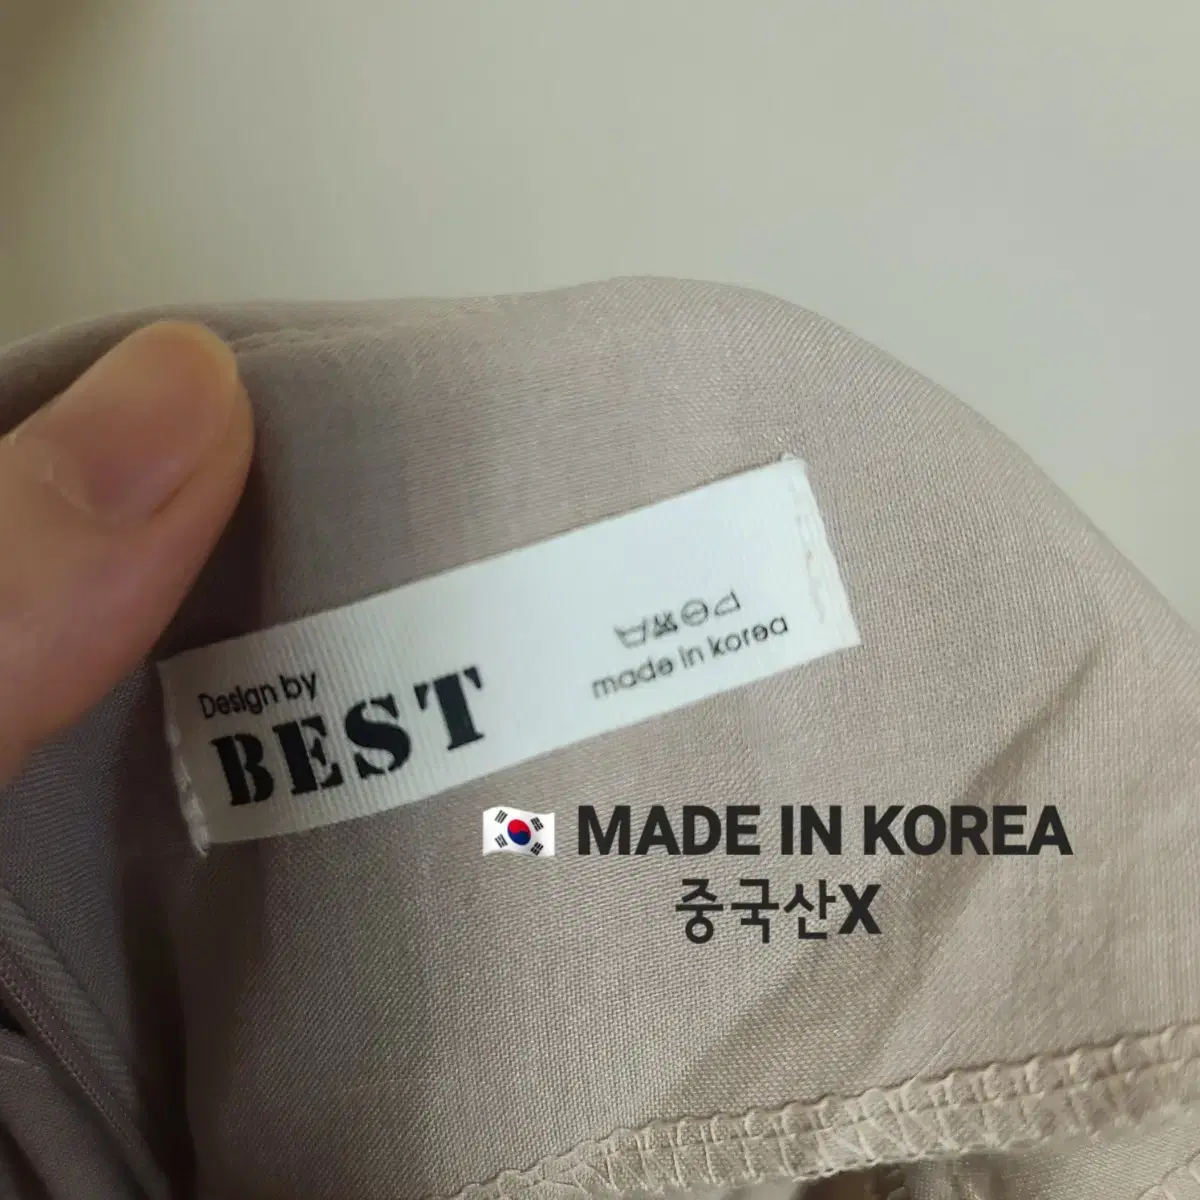 Design by
BEST
made in korea
🇰🇷 MADE IN KOREA
중국산X